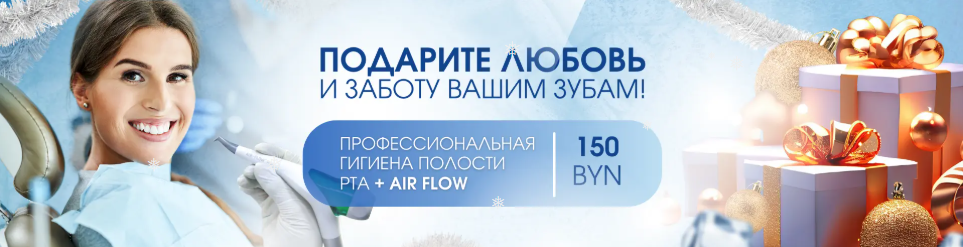 ПОДАРИТЕ ЛЮБОВЬ
И ЗАБОТУ ВАШИМ ЗУБАМ!
ПРОФЕССИОНАЛЬНАЯ
ГИГИЕНА ПОЛОСТИ
РТА + AIR FLOW
150
BYN